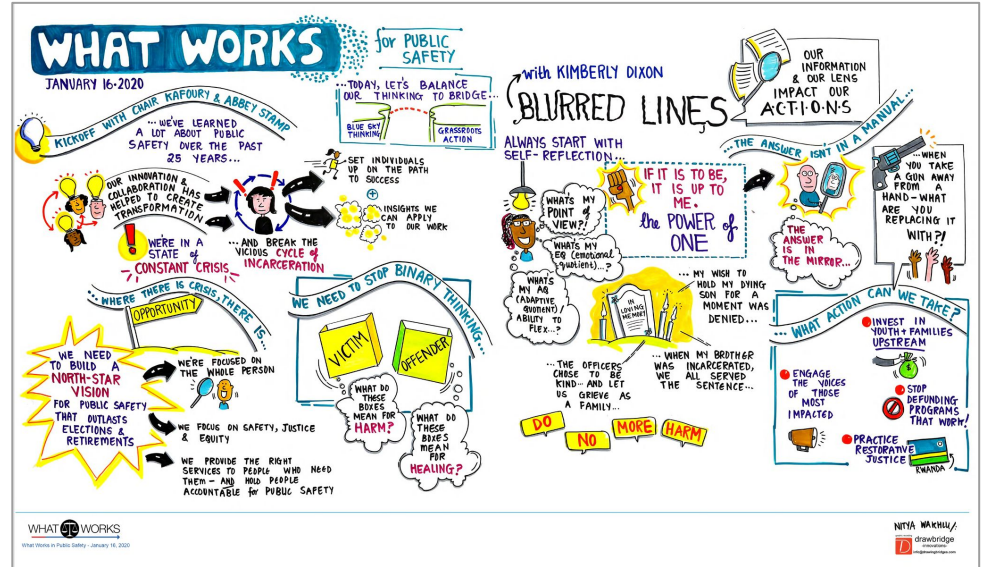 WHAT WORKS
for PUBLIC
SAFETY
JANUARY 16·2020
KICKOFF WITH CHAIR KAFOURY & ABBEY STAMP
...WE'VE LEARNED
A LOT ABOUT PUBLIC
SAFETY OVER THE PAST
25 YEARS...
...TODAY, LET'S BALANCE
OUR THINKING TO BRIDGE...
BLUE SKY
THINKING
GRASSROOTS
ACTION
OUR INNOVATION &
COLLABORATION HAS
HELPED TO CREATE
TRANSFORMATION
SET INDIVIDUALS
UP ON THE PATH
TO SUCCESS
+
INSIGHTS WE
CAN APPLY
TO OUR WORK
...AND BREAK THE
VICIOUS CYCLE of
INCARCERATION
!
WE'RE IN A
STATE of
CONSTANT CRISIS
...WHERE THERE IS CRISIS, THERE IS...
OPPORTUNITY
WE NEED
TO BUILD A
NORTH-STAR
VISION
FOR PUBLIC SAFETY
THAT OUTLASTS
ELECTIONS &
RETIREMENTS
WE'RE FOCUSED ON
THE WHOLE PERSON
WE FOCUS ON SAFETY, JUSTICE
& EQUITY
WE PROVIDE THE RIGHT
SERVICES TO PEOPLE WHO NEED
THEM - AND HOLD PEOPLE
ACCOUNTABLE for PUBLIC SAFETY
WE NEED TO STOP BINARY THINKING...
VICTIM
OFFENDER
WHAT DO
THESE
BOXES
MEAN FOR
HARM?
WHAT DO
THESE
BOXES
MEAN
FOR
HEALING?
with KIMBERLY DIXON
BLURRED LINES
OUR
INFORMATION
& OUR LENS
IMPACT OUR
A·C·T·I·O·N·S
ALWAYS START WITH
SELF-REFLECTION...
WHAT'S MY
POINT of
VIEW?!
WHAT'S MY
EQ (emotional
quotient)...?
WHAT'S
MY AQ
(ADAPTIVE
QUOTIENT) /
ABILITY TO
FLEX...?
IF IT IS TO BE,
IT IS UP TO
ME.
the POWER of
ONE
...THE ANSWER ISN'T IN A MANUAL...
THE
ANSWER
IS IN
THE MIRROR...
...WHEN
YOU TAKE
A GUN AWAY
FROM A
HAND-WHAT
ARE YOU
REPLACING IT
WITH?!
IN
LOVING
MEMORY
...MY WISH TO
HOLD MY DYING
SON FOR A
MOMENT WAS
DENIED...
...THE OFFICERS
CHOSE TO BE
KIND... AND LET
US GRIEVE AS
A FAMILY...
...WHEN MY BROTHER
WAS INCARCERATED,
WE ALL SERVED
THE SENTENCE...
DO
NO
MORE
HARM
...WHAT ACTION CAN WE TAKE?
INVEST IN
YOUTH + FAMILIES
UPSTREAM
$
ENGAGE
THE VOICES
OF THOSE
MOST
IMPACTED
STOP
DEFUNDING
PROGRAMS
THAT WORK!
PRACTICE
RESTORATIVE
JUSTICE
RWANDA
WHAT WORKS
What Works in Public Safety - January 16, 2020
NITYA WAKHLU/:
drawbridge
innovations
info@drawingbridges.com